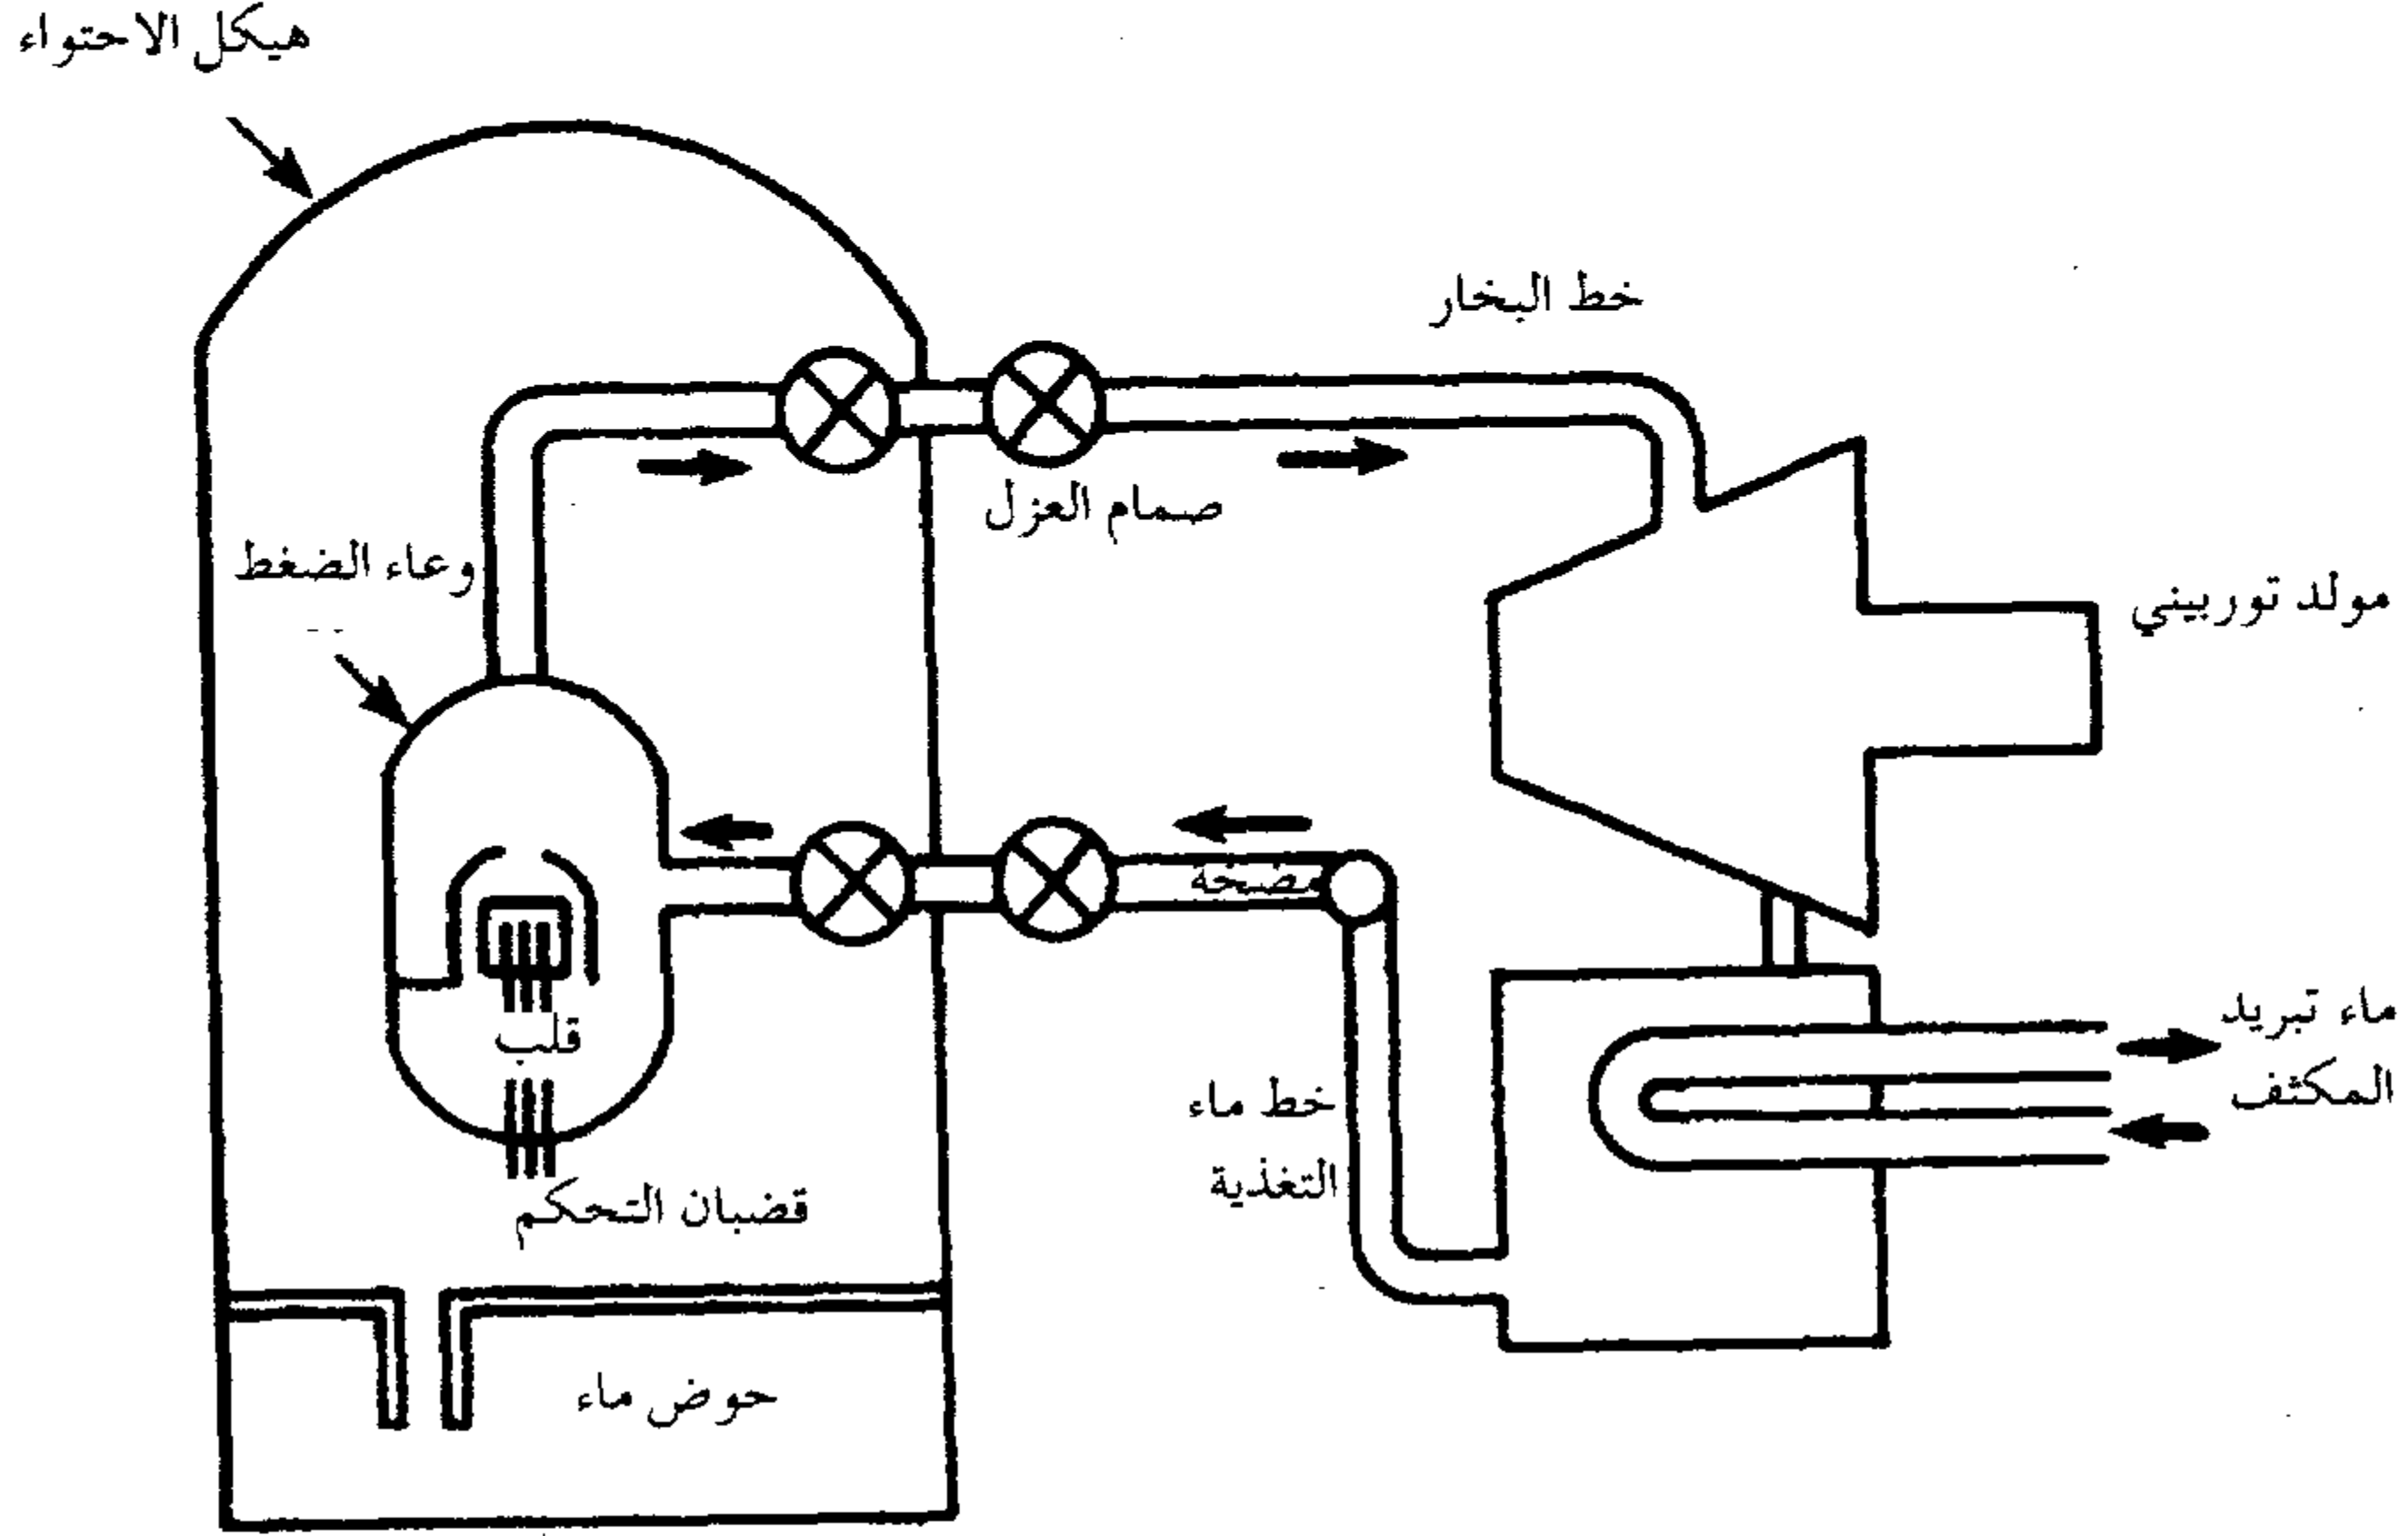 هيكل الاحتواء
خط البخار
صمام العزل
وعاء الضغط
مولد توربيني
مضخة
ماء تبريد
المكثف
قلب
خط ماء
التغذية
قضبان التحكم
حوض ماء